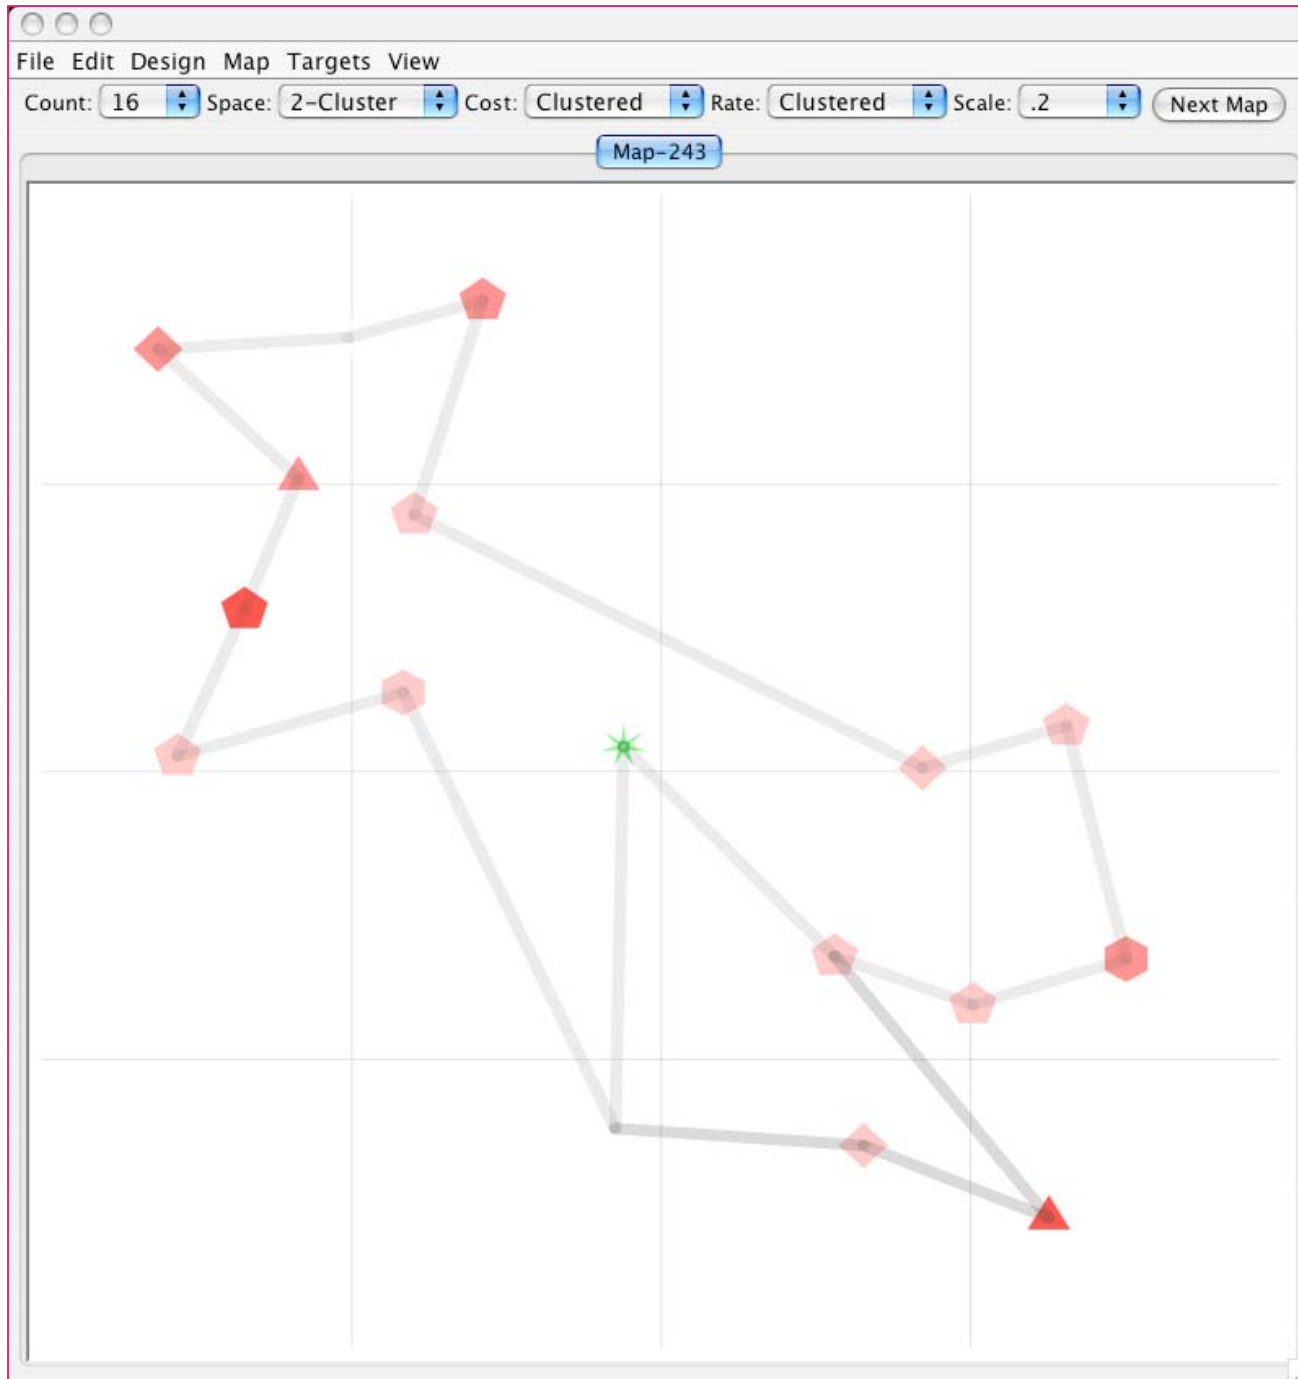 File Edit Design Map Targets View
Count: 16 Space: 2-Cluster Cost: Clustered Rate: Clustered Scale: .2 Next Map
Map-243